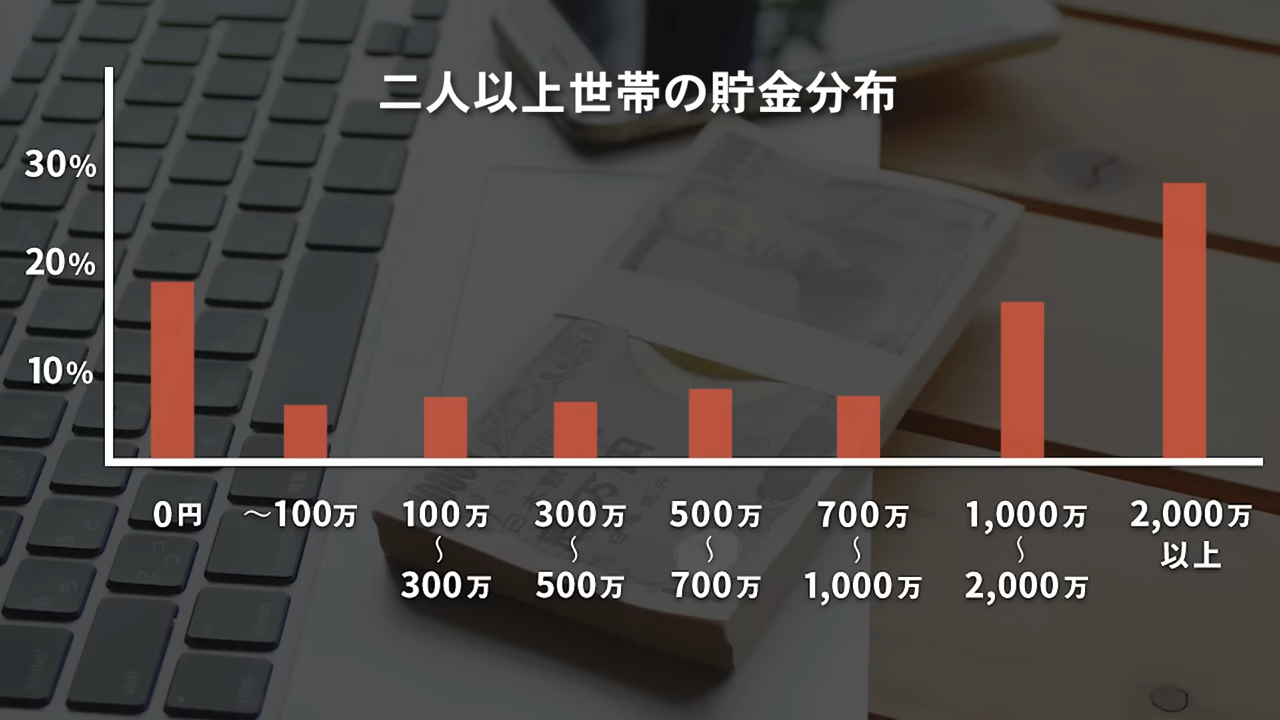 二人以上世帯の貯金分布
30%
20%
10%
0円
～100万
100万
～
300万
300万
～
500万
500万
～
700万
700万
～
1,000万
1,000万
～
2,000万
2,000万
以上